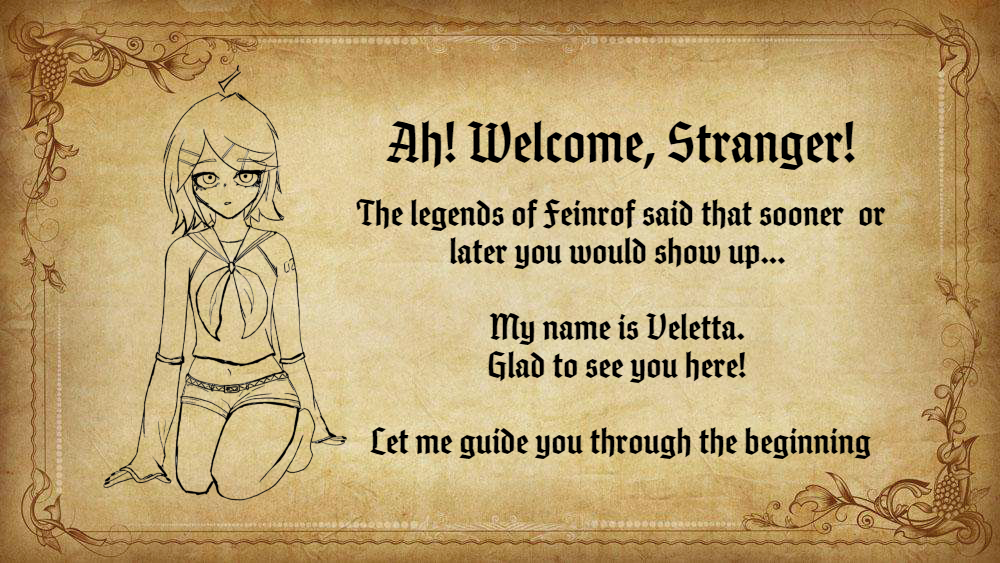 Ah! Welcome, Stranger!
The legends of Feinrof said that sooner or
later you would show up...
My name is Veletta.
Glad to see you here!
Let me guide you through the beginning